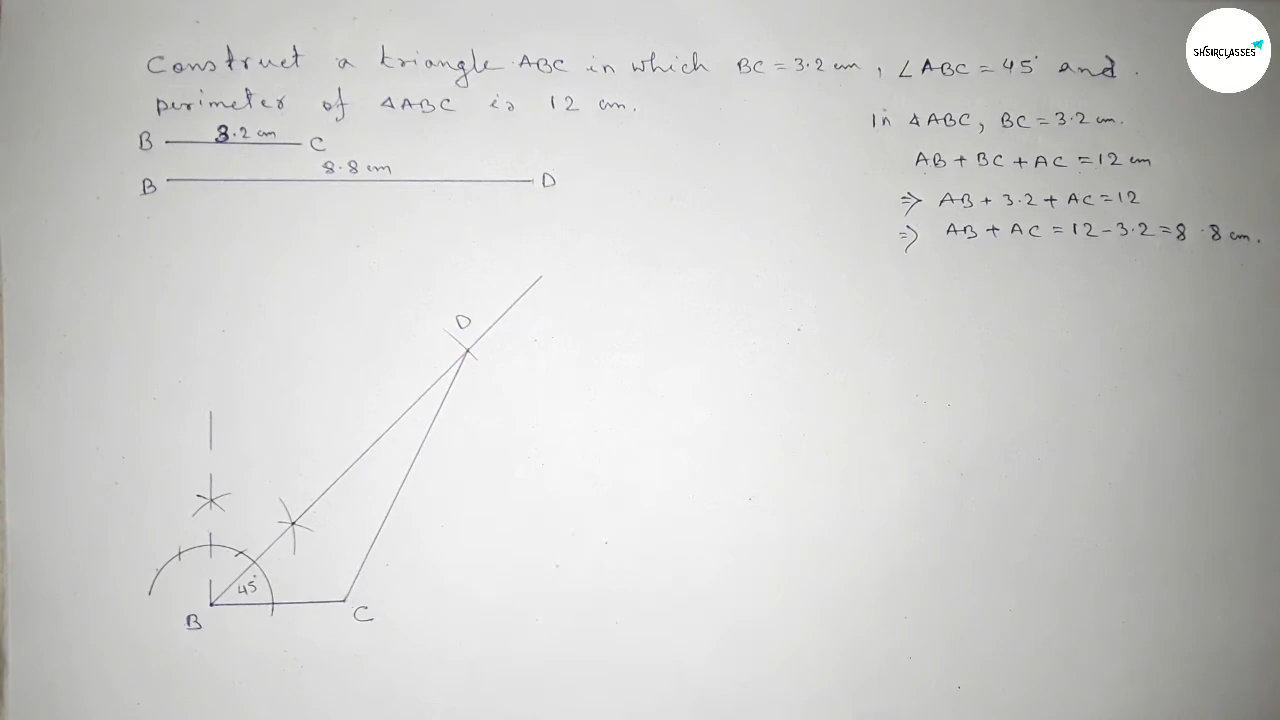 SHSIRCLASSES
Construct a triangle ABC in which BC = 3.2 cm, ∠ABC = 45° and
perimeter of △ABC is 12 cm.
In △ABC, BC = 3.2 cm.
B 3.2 cm C
AB + BC + AC = 12 cm
8.8 cm
B D
⇒ AB + 3.2 + AC = 12
⇒ AB + AC = 12 - 3.2 = 8.8 cm.
D
45°
B C